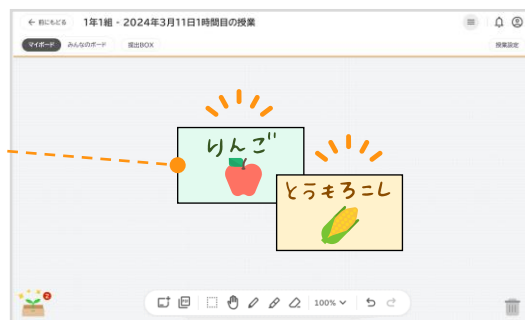 ← 前にもどる
1年1組 - 2024年3月11日1時間目の授業
マイボード
みんなのボード
提出BOX
授業設定
りんご
とうもろこし
2
100%